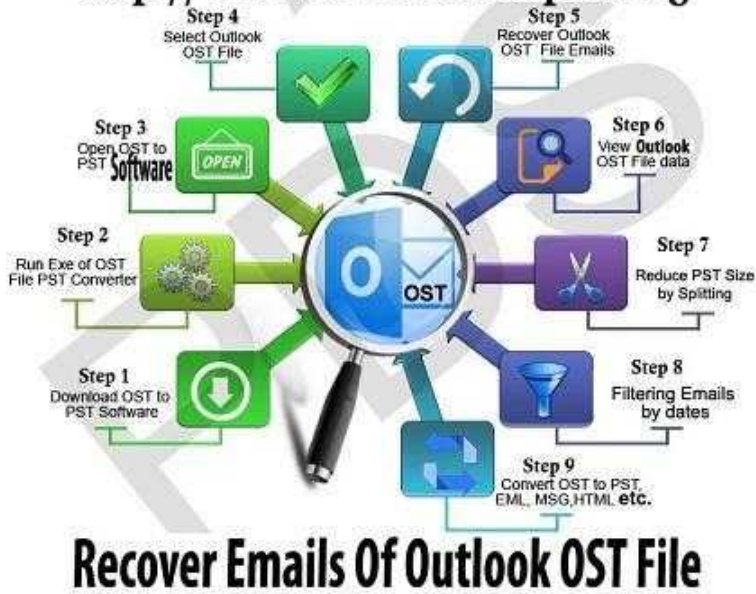 Step 1
Download OST to
PST Software
Step 2
Run Exe of OST
File PST Converter
Step 3
Open OST to
PST Software
OPEN
Step 4
Select Outlook
OST File
Step 5
Recover Outlook
OST File Emails
Step 6
View Outlook
OST File data
Step 7
Reduce PST Size
by Splitting
Step 8
Filtering Emails
by dates
Step 9
Convert OST to PST,
EML, MSG,HTML etc.
O
OST
Recover Emails Of Outlook OST File